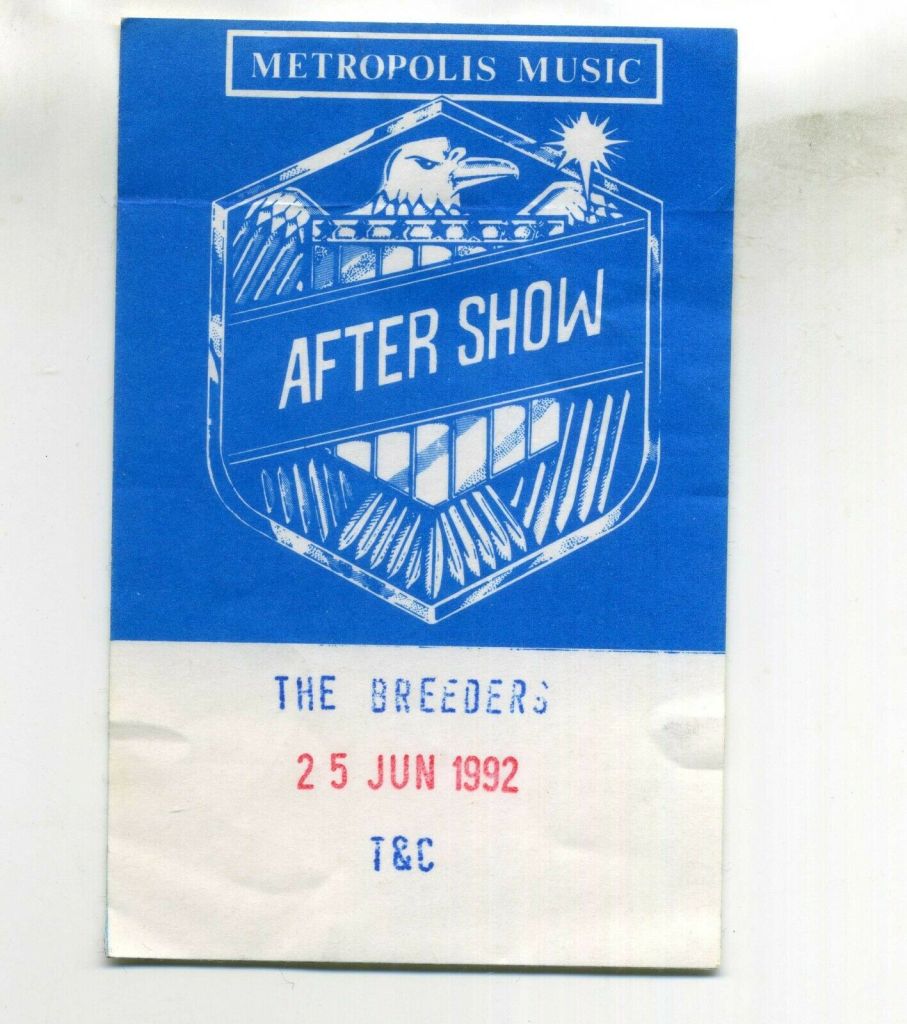 METROPOLIS MUSIC
AFTER SHOW
THE BREEDERS
25 JUN 1992
T&C